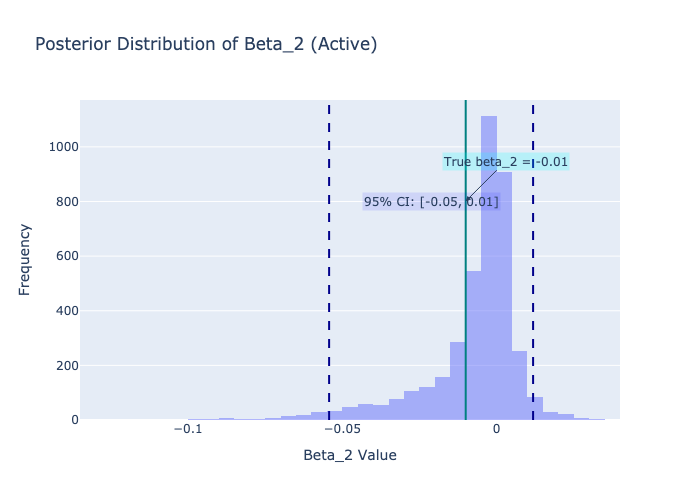 Posterior Distribution of Beta_2 (Active)
1000
800
600
400
200
0
True beta_2 = -0.01
95% CI: [-0.05, 0.01]
−0.1
−0.05
0
Beta_2 Value
Frequency